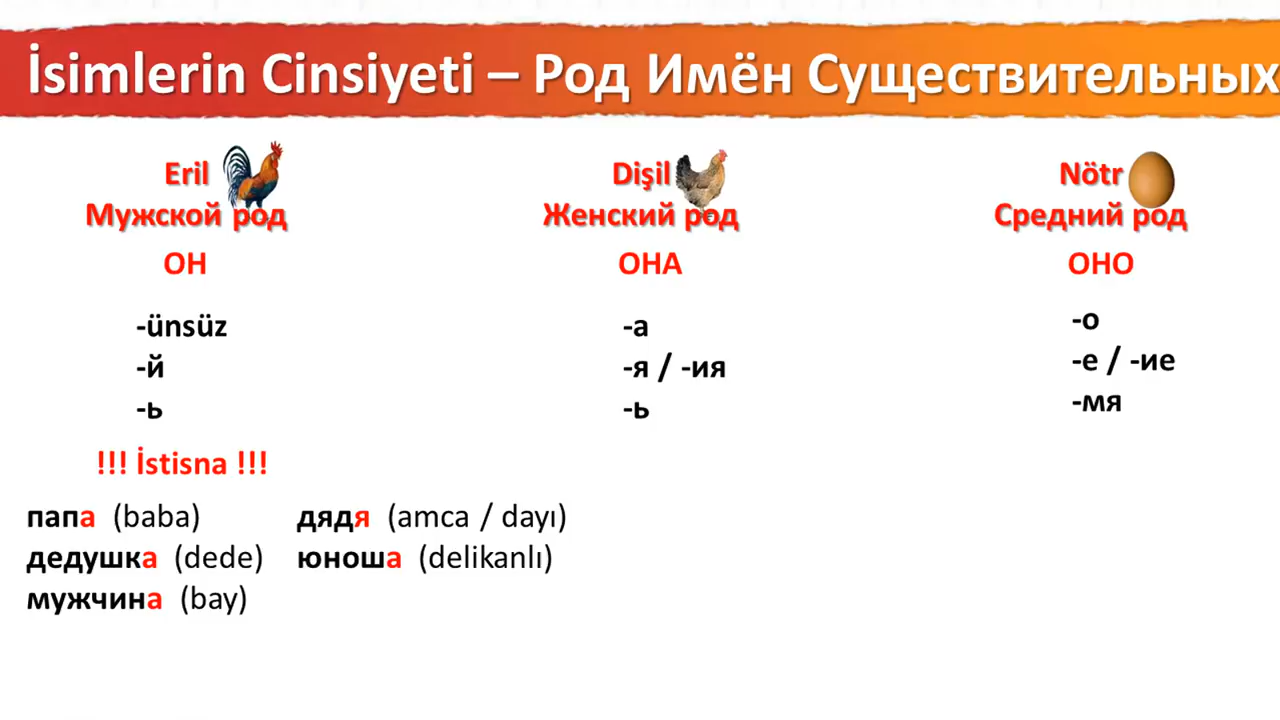 İsimlerin Cinsiyeti – Род Имён Существительных
Eril
Мужской род
ОН
-ünsüz
-й
-ь
Dişil
Женский род
ОНА
-а
-я / -ия
-ь
Nötr
Средний род
ОНО
-о
-е / -ие
-мя
!!! İstisna !!!
папа (baba) дядя (amca / dayı)
дедушка (dede) юноша (delikanlı)
мужчина (bay)